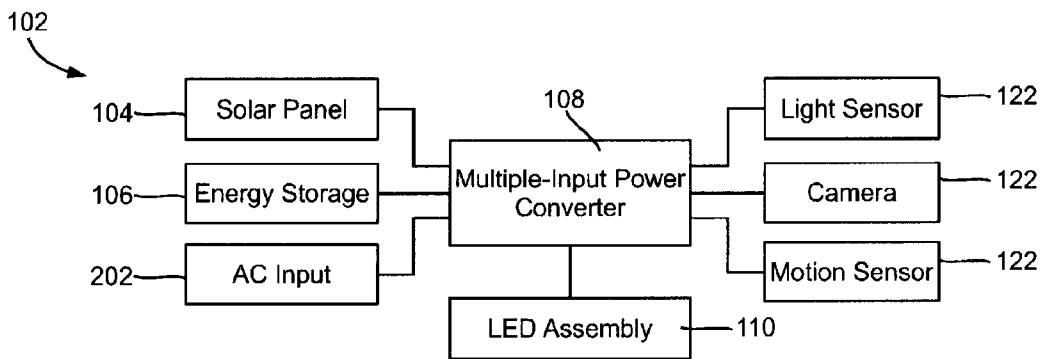 102
104
Solar Panel
108
Light Sensor
122
106
Energy Storage
Multiple-Input Power
Converter
Camera
122
202
AC Input
Motion Sensor
122
LED Assembly
110